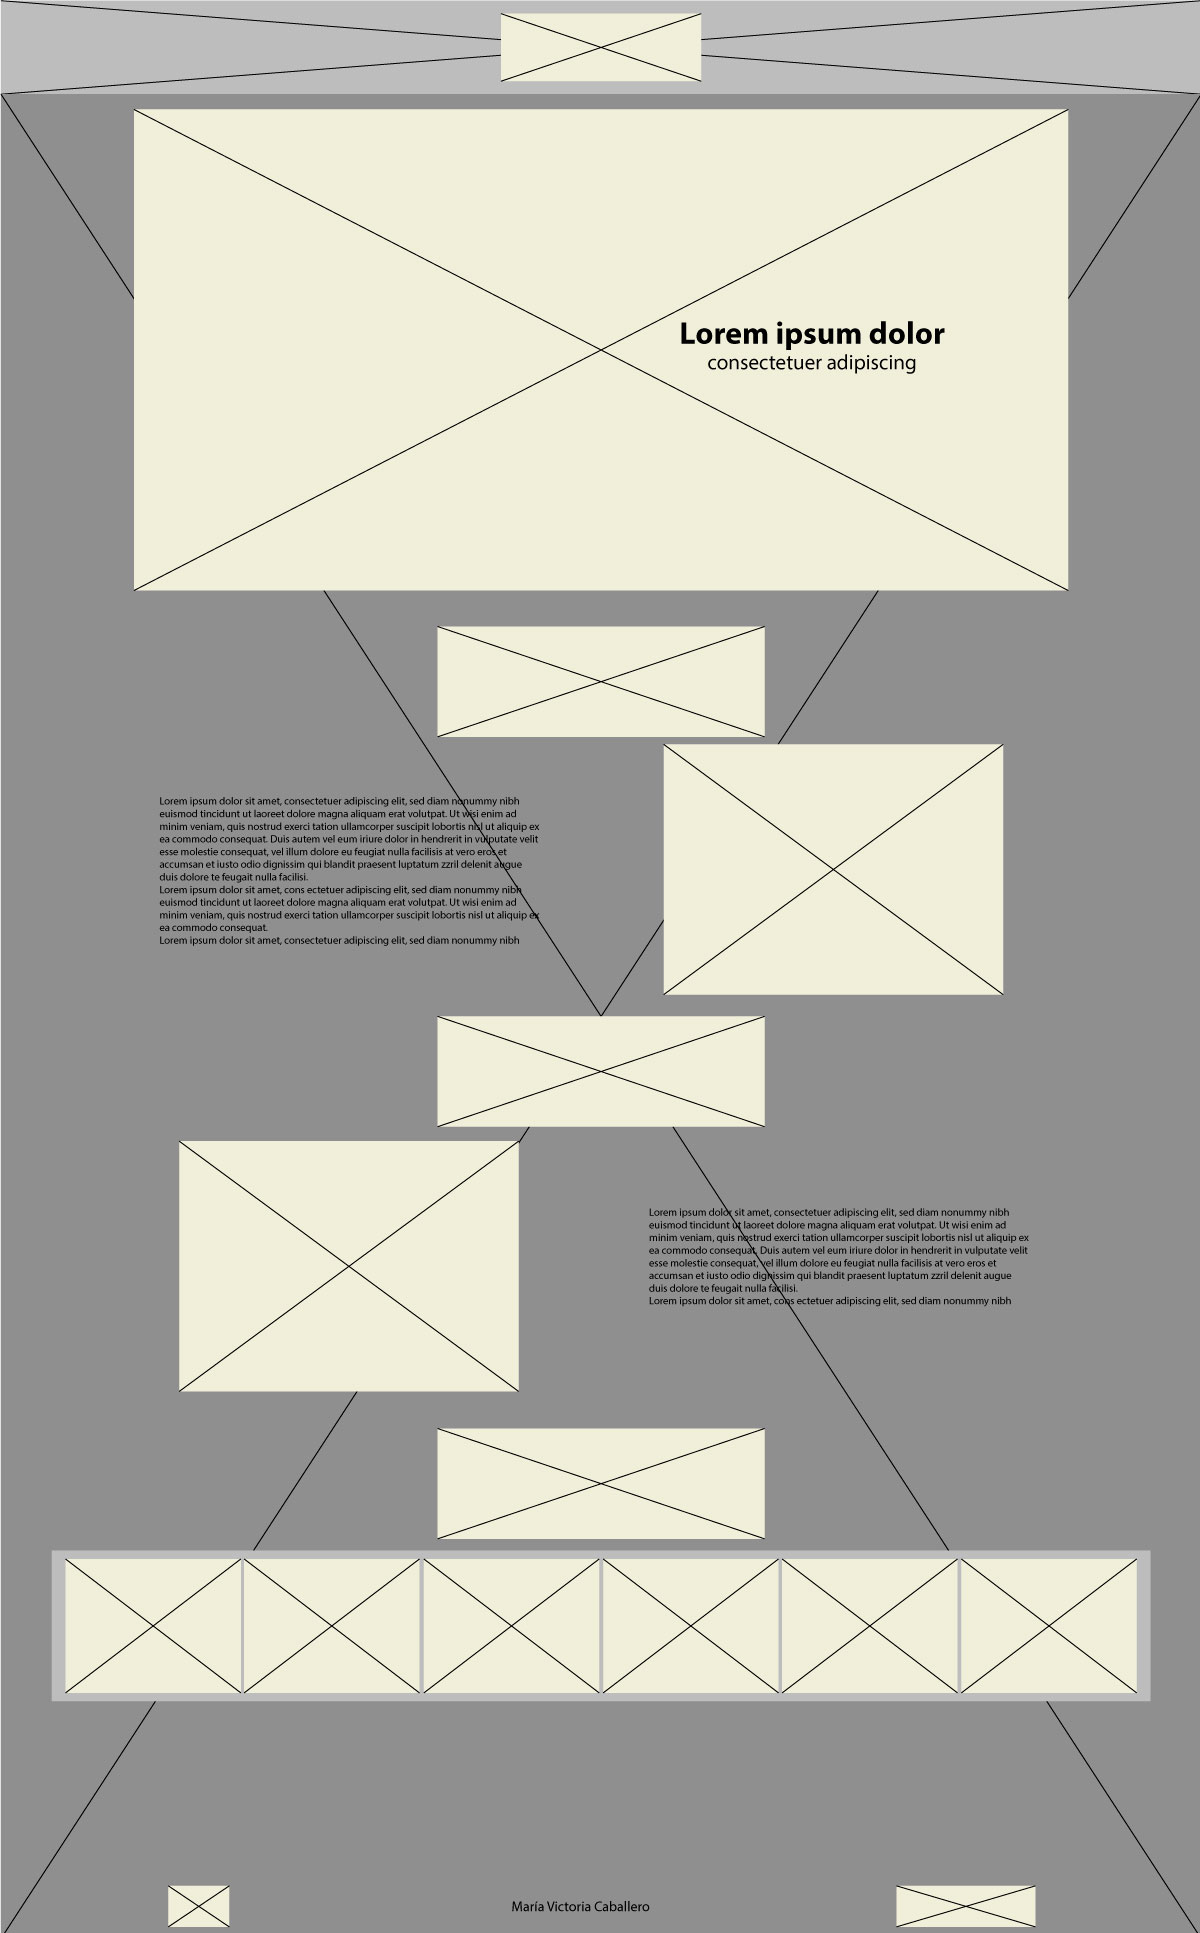 Lorem ipsum dolor
consectetuer adipiscing
Lorem ipsum dolor sit amet, consectetuer adipiscing elit, sed diam nonummy nibh
euismod tincidunt ut laoreet dolore magna aliquam erat volutpat. Ut wisi enim ad
minim veniam, quis nostrud exerci tation ullamcorper suscipit lobortis nisl ut aliquip ex
ea commodo consequat. Duis autem vel eum iriure dolor in hendrerit in vulputate velit
esse molestie consequat, vel illum dolore eu feugiat nulla facilisis at vero eros et
accumsan et iusto odio dignissim qui blandit praesent luptatum zzril delenit augue
duis dolore te feugait nulla facilisi.
Lorem ipsum dolor sit amet, cons ectetuer adipiscing elit, sed diam nonummy nibh
euismod tincidunt ut laoreet dolore magna aliquam erat volutpat. Ut wisi enim ad
minim veniam, quis nostrud exerci tation ullamcorper suscipit lobortis nisl ut aliquip ex
ea commodo consequat.
Lorem ipsum dolor sit amet, consectetuer adipiscing elit, sed diam nonummy nibh
Lorem ipsum dolor sit amet, consectetuer adipiscing elit, sed diam nonummy nibh
euismod tincidunt ut laoreet dolore magna aliquam erat volutpat. Ut wisi enim ad
minim veniam, quis nostrud exerci tation ullamcorper suscipit lobortis nisl ut aliquip ex
ea commodo consequat. Duis autem vel eum iriure dolor in hendrerit in vulputate velit
esse molestie consequat, vel illum dolore eu feugiat nulla facilisis at vero eros et
accumsan et iusto odio dignissim qui blandit praesent luptatum zzril delenit augue
duis dolore te feugait nulla facilisi.
Lorem ipsum dolor sit amet, cons ectetuer adipiscing elit, sed diam nonummy nibh
María Victoria Caballero